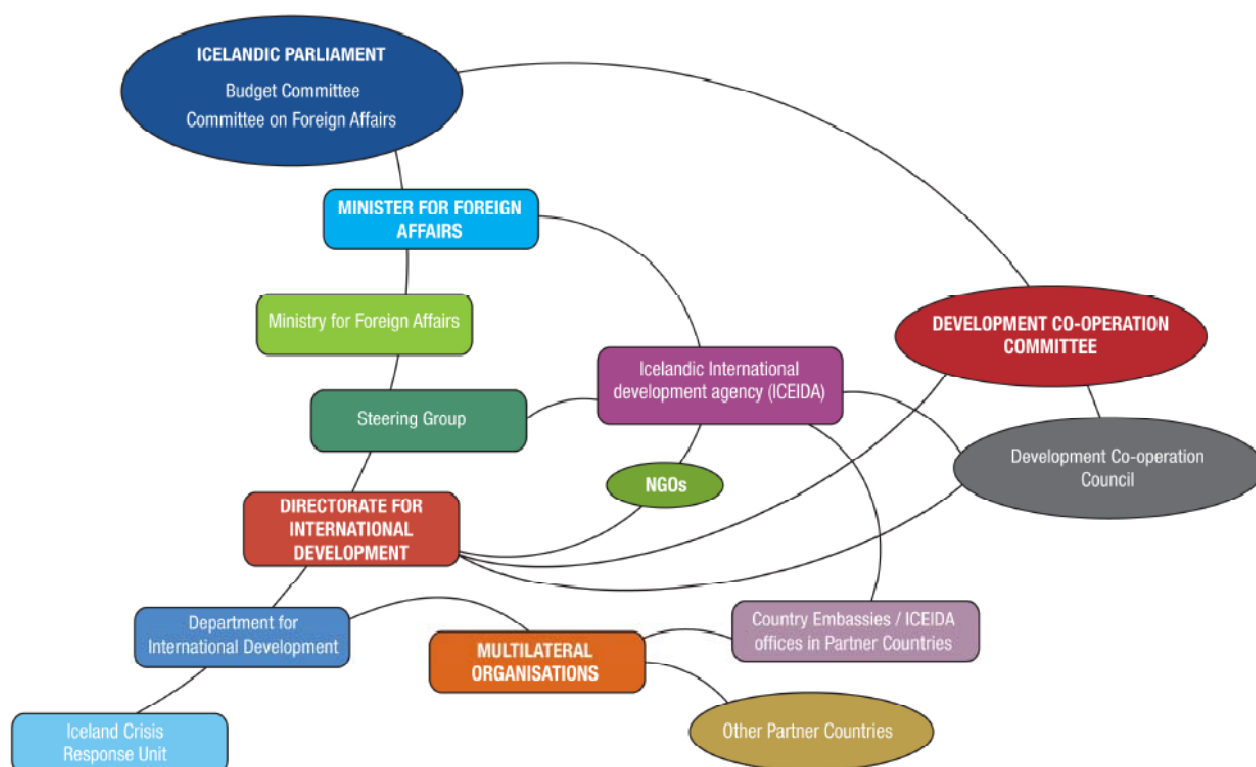 ICELANDIC PARLIAMENT
Budget Committee
Committee on Foreign Affairs
MINISTER FOR FOREIGN
AFFAIRS
Ministry for Foreign Affairs
DEVELOPMENT CO-OPERATION
COMMITTEE
Icelandic International
development agency (ICEIDA)
Steering Group
Development Co-operation
Council
NGOs
DIRECTORATE FOR
INTERNATIONAL
DEVELOPMENT
Department for
International Development
Country Embassies / ICEIDA
offices in Partner Countries
MULTILATERAL
ORGANISATIONS
Iceland Crisis
Response Unit
Other Partner Countries